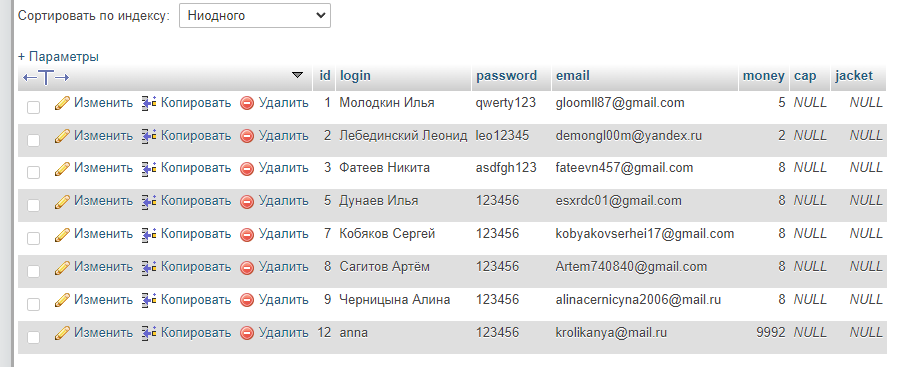 Сортировать по индексу: Ниодного
+ Параметры
id login password email money cap jacket
Изменить Копировать Удалить 1 Молодкин Илья qwerty123 gloomll87@gmail.com 5 NULL NULL
Изменить Копировать Удалить 2 Лебединский Леонид leo12345 demongl00m@yandex.ru 2 NULL NULL
Изменить Копировать Удалить 3 Фатеев Никита asdfgh123 fateevn457@gmail.com 8 NULL NULL
Изменить Копировать Удалить 5 Дунаев Илья 123456 esxrdc01@gmail.com 8 NULL NULL
Изменить Копировать Удалить 7 Кобяков Сергей 123456 kobyakovserhei17@gmail.com 8 NULL NULL
Изменить Копировать Удалить 8 Сагитов Артём 123456 Artem740840@gmail.com 8 NULL NULL
Изменить Копировать Удалить 9 Черницына Алина 123456 alinacernicyna2006@mail.ru 8 NULL NULL
Изменить Копировать Удалить 12 anna 123456 krolikanya@mail.ru 9992 NULL NULL